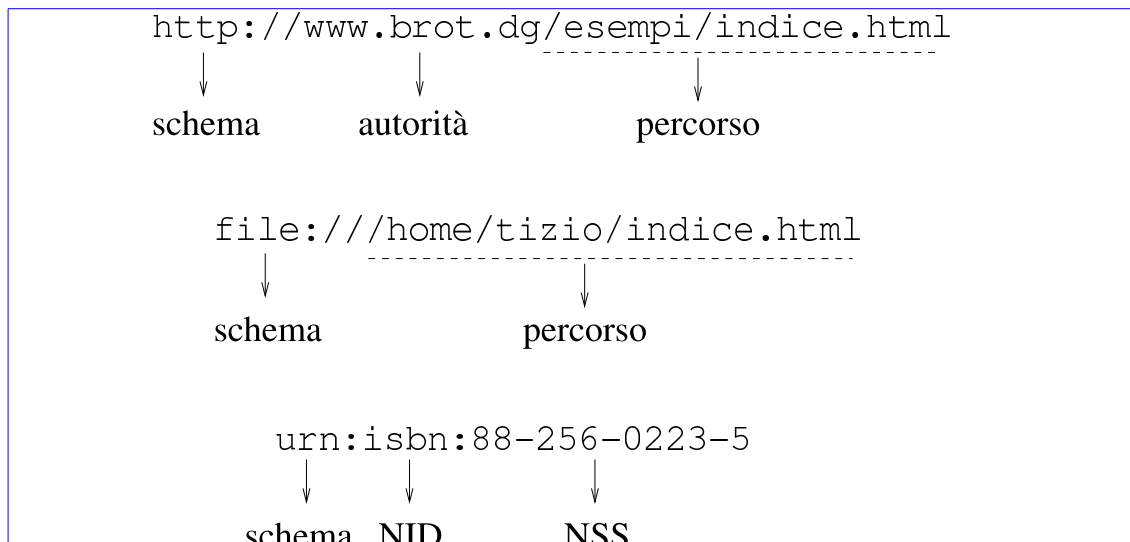 http://www.brot.dg/esempi/indice.html
schema autorità percorso
file:///home/tizio/indice.html
schema percorso
urn:isbn:88-256-0223-5
schema NID NSS